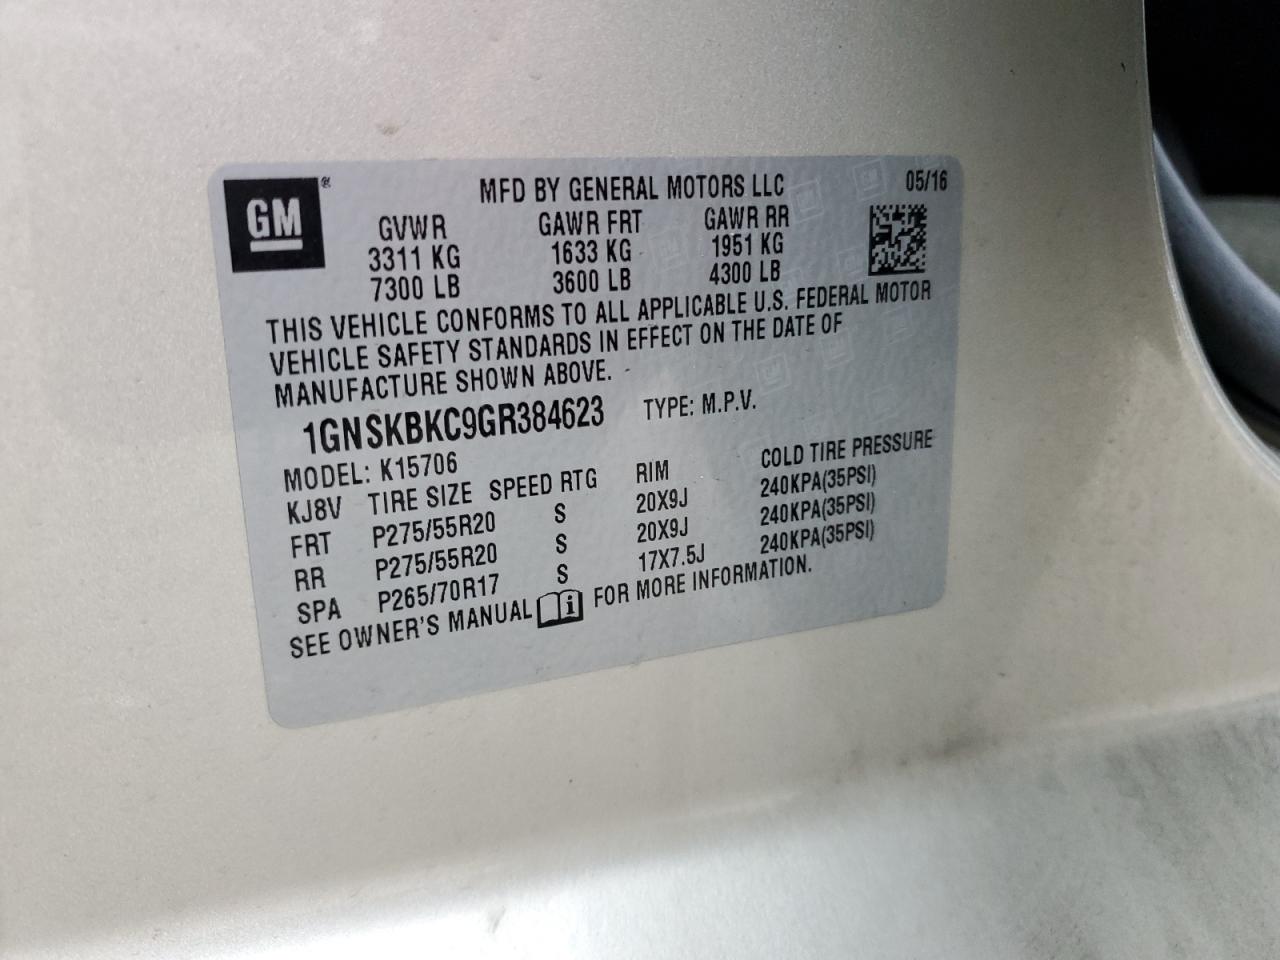 GM®
MFD BY GENERAL MOTORS LLC 05/16
GVWR GAWR FRT GAWR RR
3311 KG 1633 KG 1951 KG
7300 LB 3600 LB 4300 LB
THIS VEHICLE CONFORMS TO ALL APPLICABLE U.S. FEDERAL MOTOR
VEHICLE SAFETY STANDARDS IN EFFECT ON THE DATE OF
MANUFACTURE SHOWN ABOVE.
1GNSKBKC9GR384623 TYPE: M.P.V.
MODEL: K15706
KJ8V TIRE SIZE SPEED RTG RIM COLD TIRE PRESSURE
FRT P275/55R20 S 20X9J 240KPA(35PSI)
RR P275/55R20 S 20X9J 240KPA(35PSI)
SPA P265/70R17 S 17X7.5J 240KPA(35PSI)
SEE OWNER'S MANUAL i FOR MORE INFORMATION.